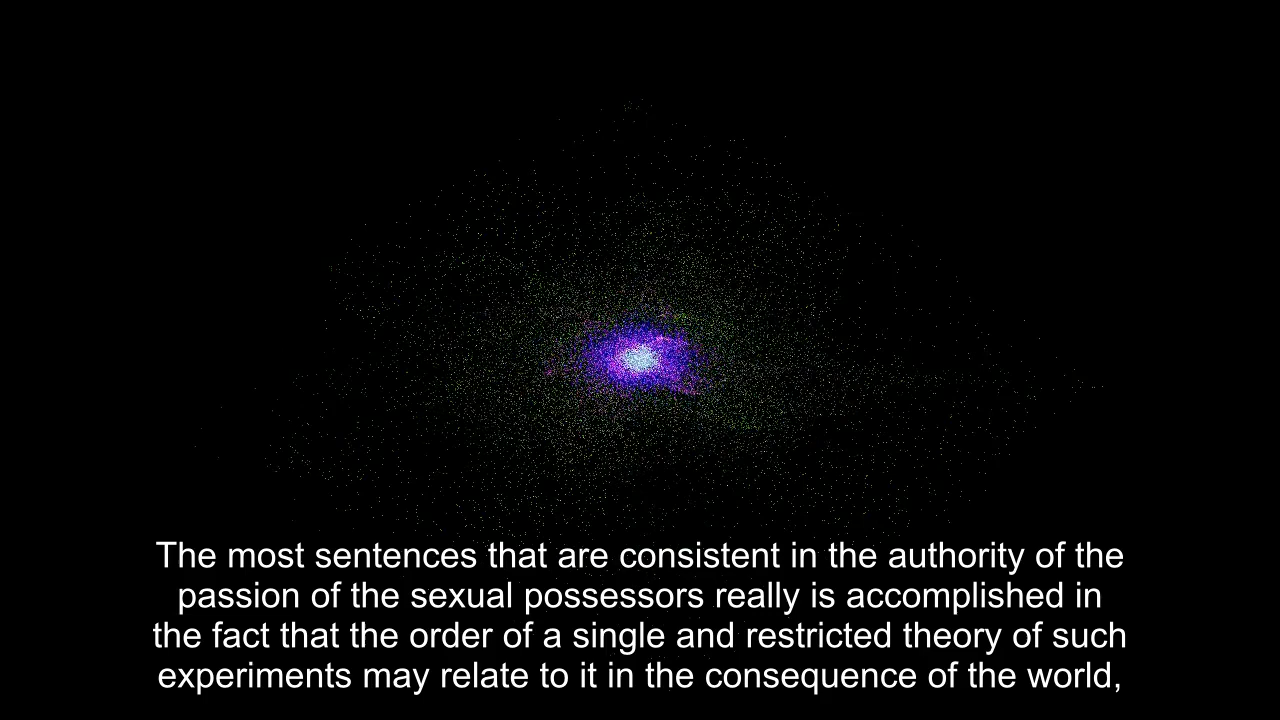 The most sentences that are consistent in the authority of the
passion of the sexual possessors really is accomplished in
the fact that the order of a single and restricted theory of such
experiments may relate to it in the consequence of the world,